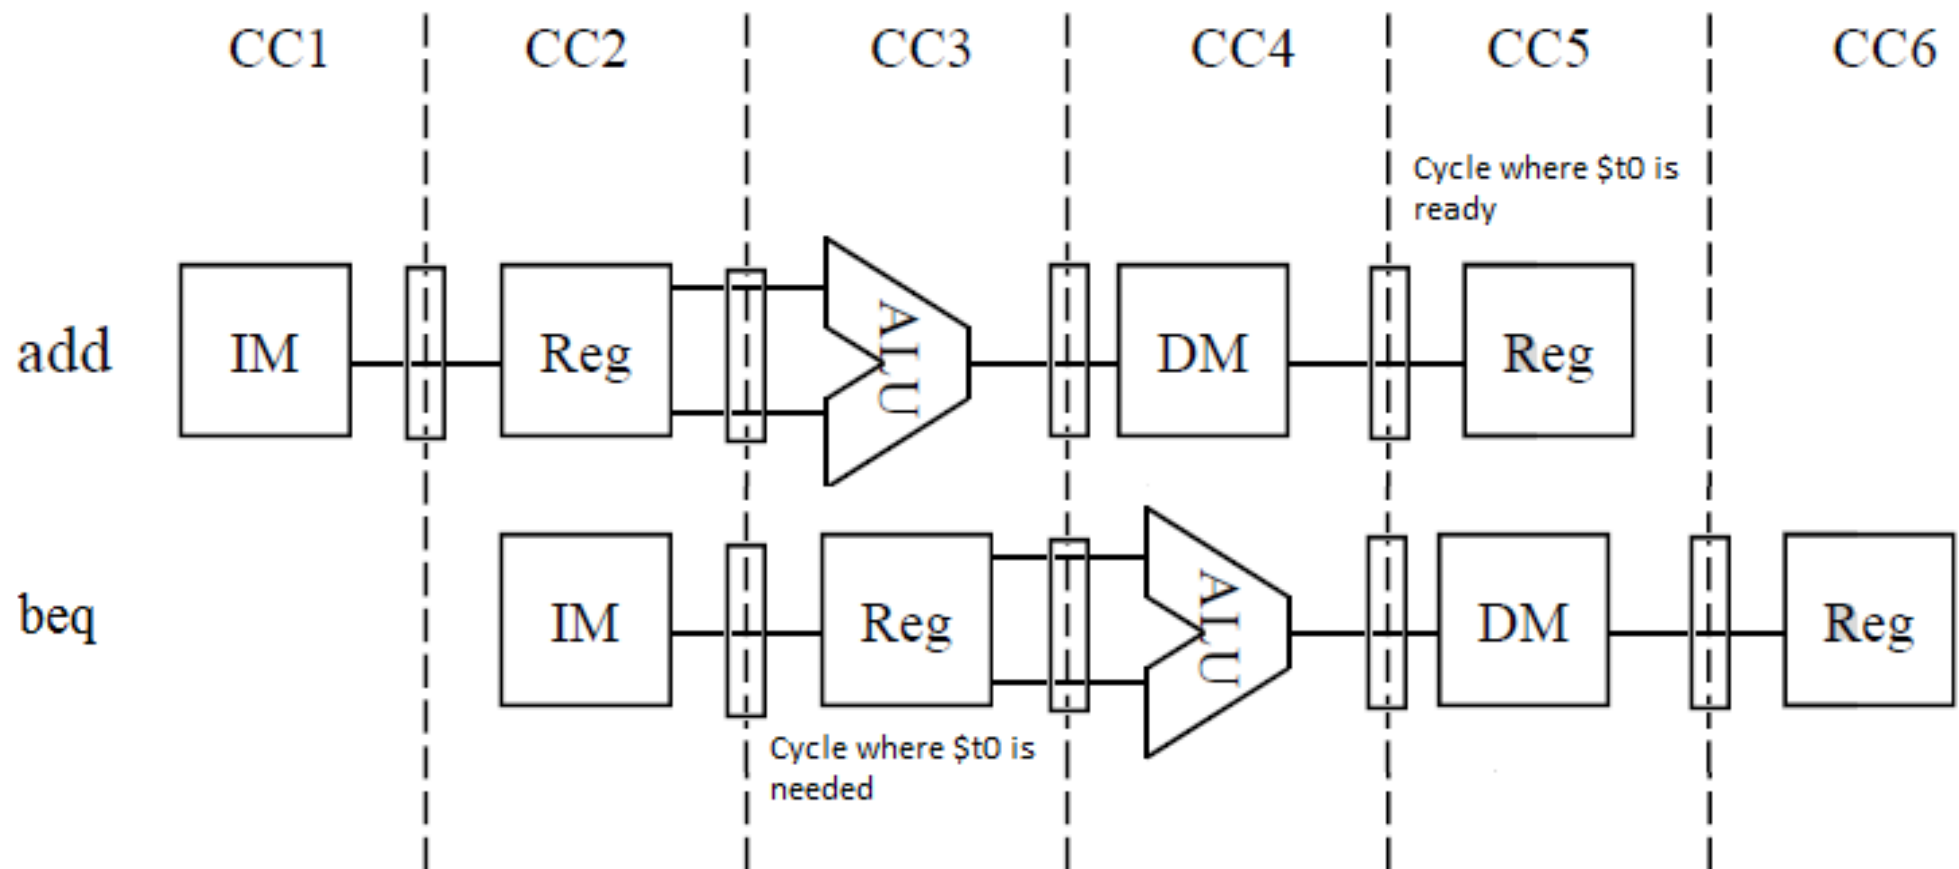 CC1 CC2 CC3 CC4 CC5 CC6
Cycle where $t0 is
ready
add IM Reg ALU DM Reg
beq IM Reg ALU DM Reg
Cycle where $t0 is
needed